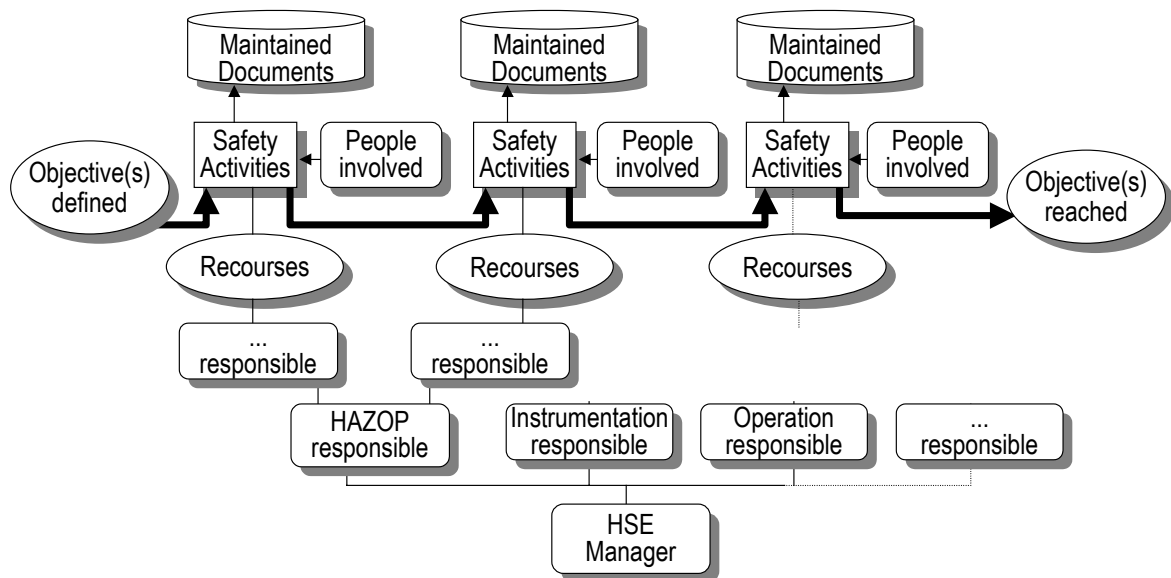 Maintained
Documents
Maintained
Documents
Maintained
Documents
Objective(s)
defined
Safety
Activities
People
involved
Safety
Activities
People
involved
Safety
Activities
People
involved
Objective(s)
reached
Recourses
Recourses
Recourses
...
responsible
...
responsible
HAZOP
responsible
Instrumentation
responsible
Operation
responsible
...
responsible
HSE
Manager